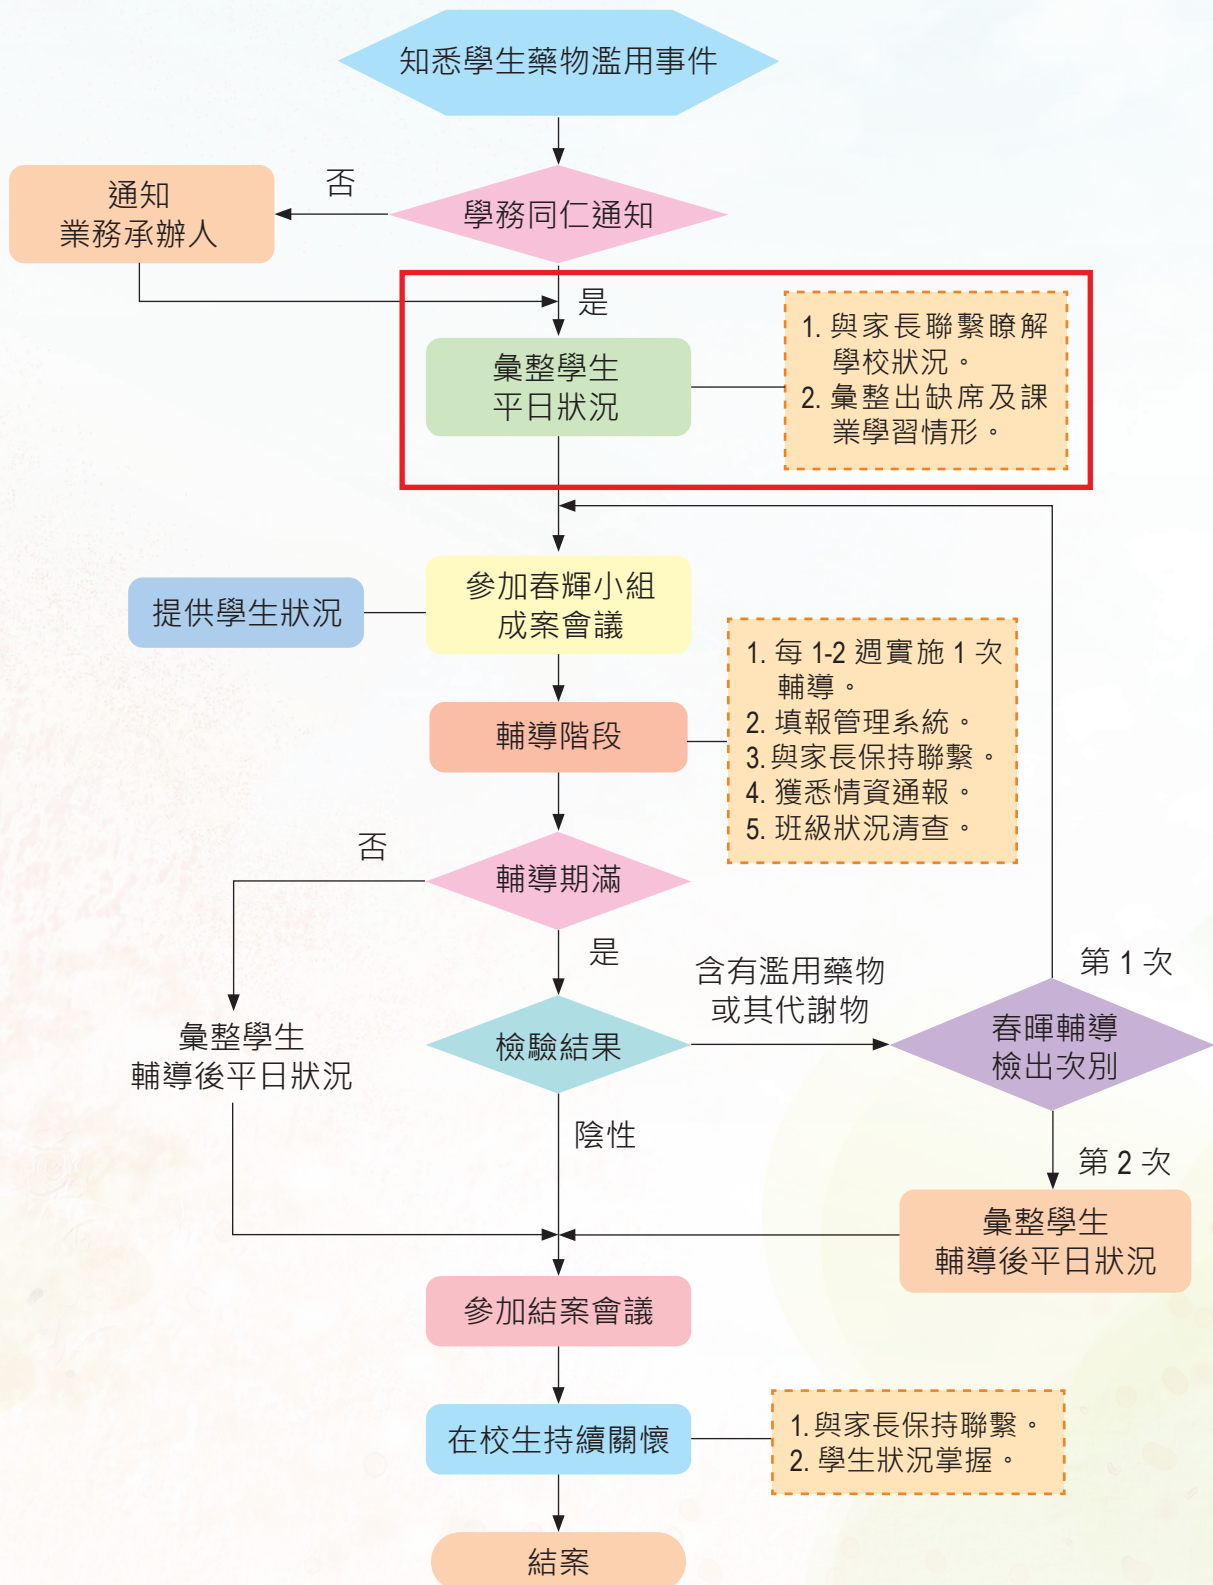 知悉學生藥物濫用事件
否
通知
業務承辦人
學務同仁通知
是
彙整學生
平日狀況
1. 與家長聯繫瞭解
學校狀況。
2. 彙整出缺席及課
業學習情形。
提供學生狀況
參加春輝小組
成案會議
輔導階段
1. 每 1-2 週實施 1 次
輔導。
2. 填報管理系統。
3. 與家長保持聯繫。
4. 獲悉情資通報。
5. 班級狀況清查。
否
輔導期滿
是
含有濫用藥物
或其代謝物
第 1 次
彙整學生
輔導後平日狀況
檢驗結果
春暉輔導
檢出次別
陰性
第 2 次
彙整學生
輔導後平日狀況
參加結案會議
在校生持續關懷
1. 與家長保持聯繫。
2. 學生狀況掌握。
結案